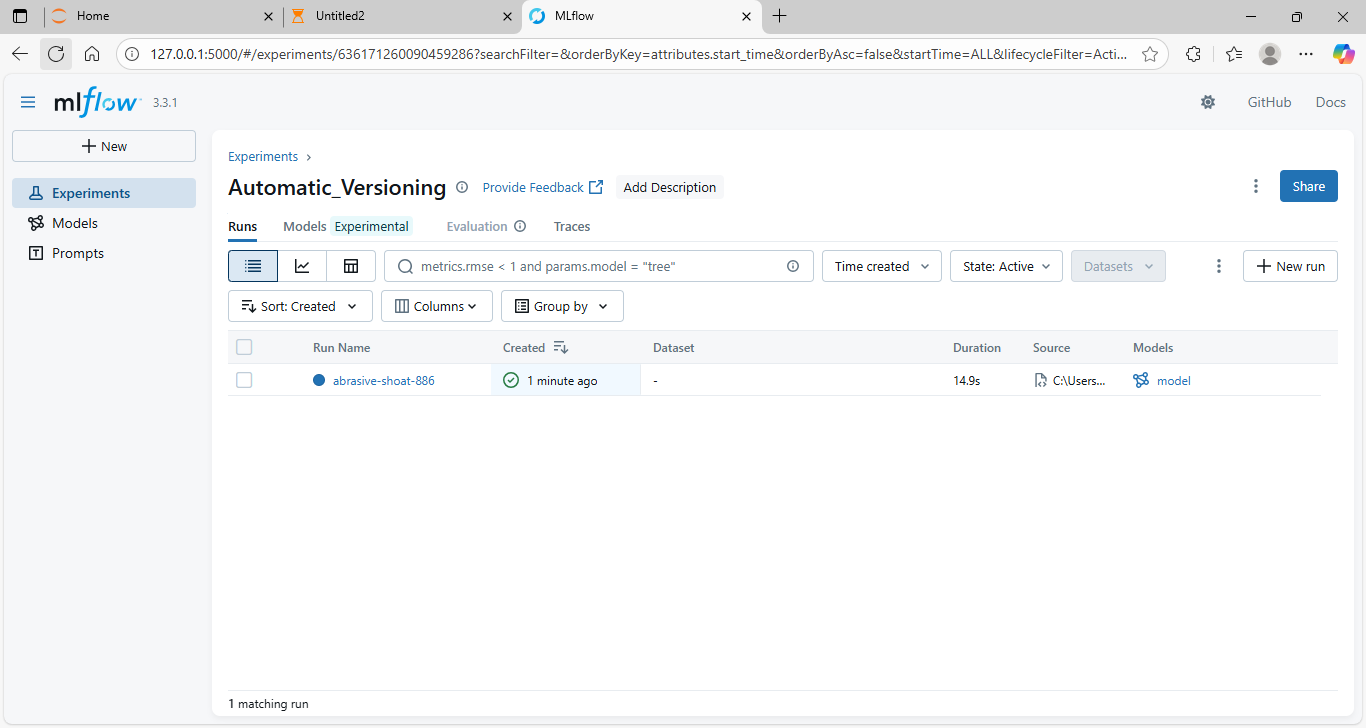 Home
Untitled2
MLflow
127.0.0.1:5000/#/experiments/636171260090459286?searchFilter=&orderByKey=attributes.start_time&orderByAsc=false&startTime=ALL&lifecycleFilter=Acti...
mlflow 3.3.1
GitHub Docs
New
Experiments
Models
Prompts
Experiments
Automatic_Versioning Provide Feedback Add Description
Share
Runs Models Experimental Evaluation Traces
metrics.rmse < 1 and params.model = "tree" Time created State: Active Datasets New run
Sort: Created Columns Group by
Run Name Created Dataset Duration Source Models
abrasive-shoat-886 1 minute ago - 14.9s C:\Users... model
1 matching run